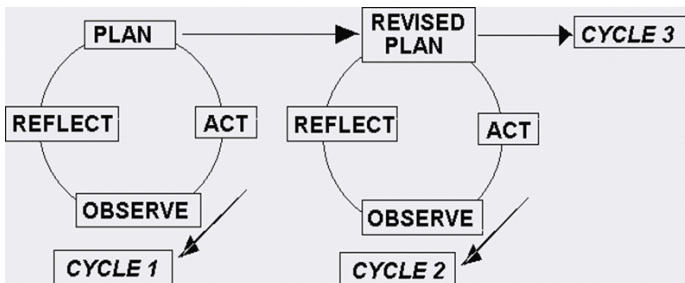 PLAN
REVISED
PLAN
CYCLE 3
REFLECT
ACT
REFLECT
ACT
OBSERVE
OBSERVE
CYCLE 1
CYCLE 2